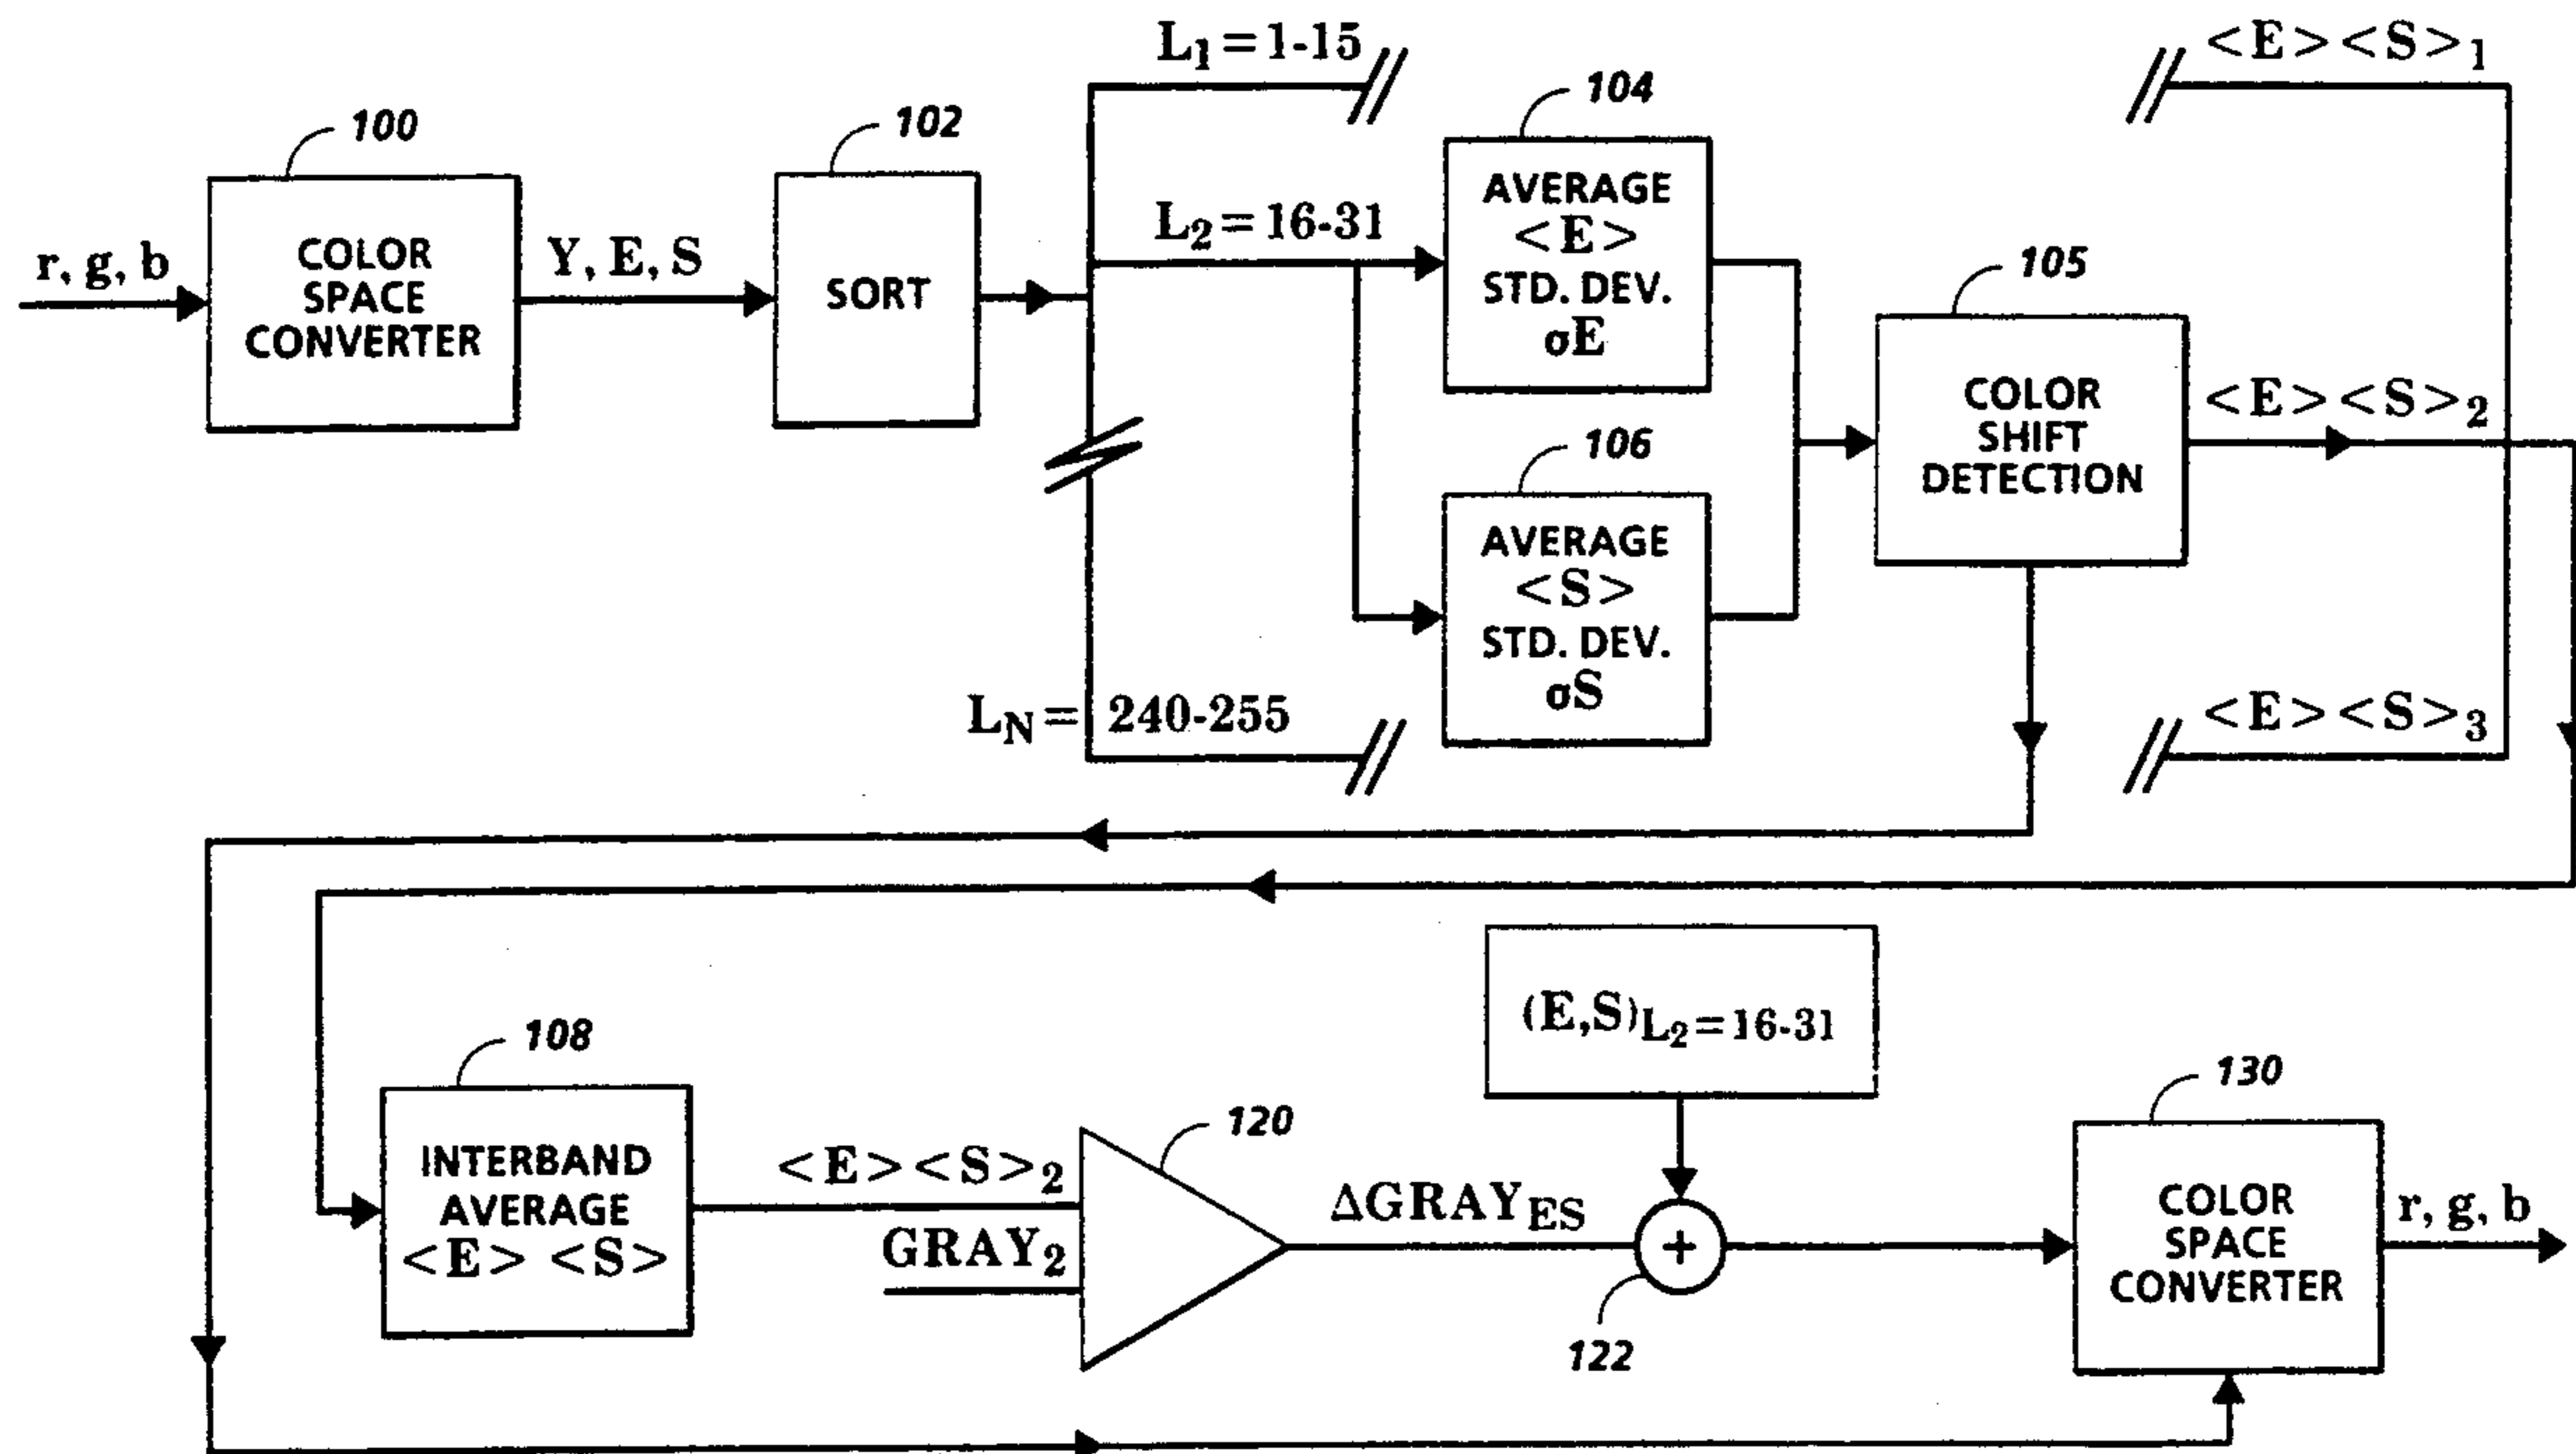 L₁ = 1-15
<E><S>₁
104
100
102
AVERAGE
<E>
STD. DEV.
σE
L₂ = 16-31
r, g, b
COLOR
SPACE
CONVERTER
Y, E, S
SORT
105
COLOR
SHIFT
DETECTION
<E><S>₂
106
AVERAGE
<S>
STD. DEV.
σS
L_N = 240-255
<E><S>₃
(E,S)L₂ = 16-31
108
INTERBAND
AVERAGE
<E> <S>
<E><S>₂
GRAY₂
120
ΔGRAY_ES
+
122
130
COLOR
SPACE
CONVERTER
r, g, b